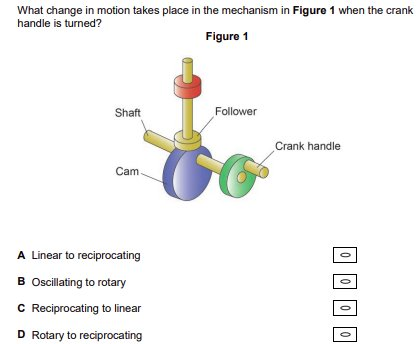 What change in motion takes place in the mechanism in Figure 1 when the crank
handle is turned?
Figure 1
Shaft
Follower
Crank handle
Cam
A Linear to reciprocating
B Oscillating to rotary
C Reciprocating to linear
D Rotary to reciprocating